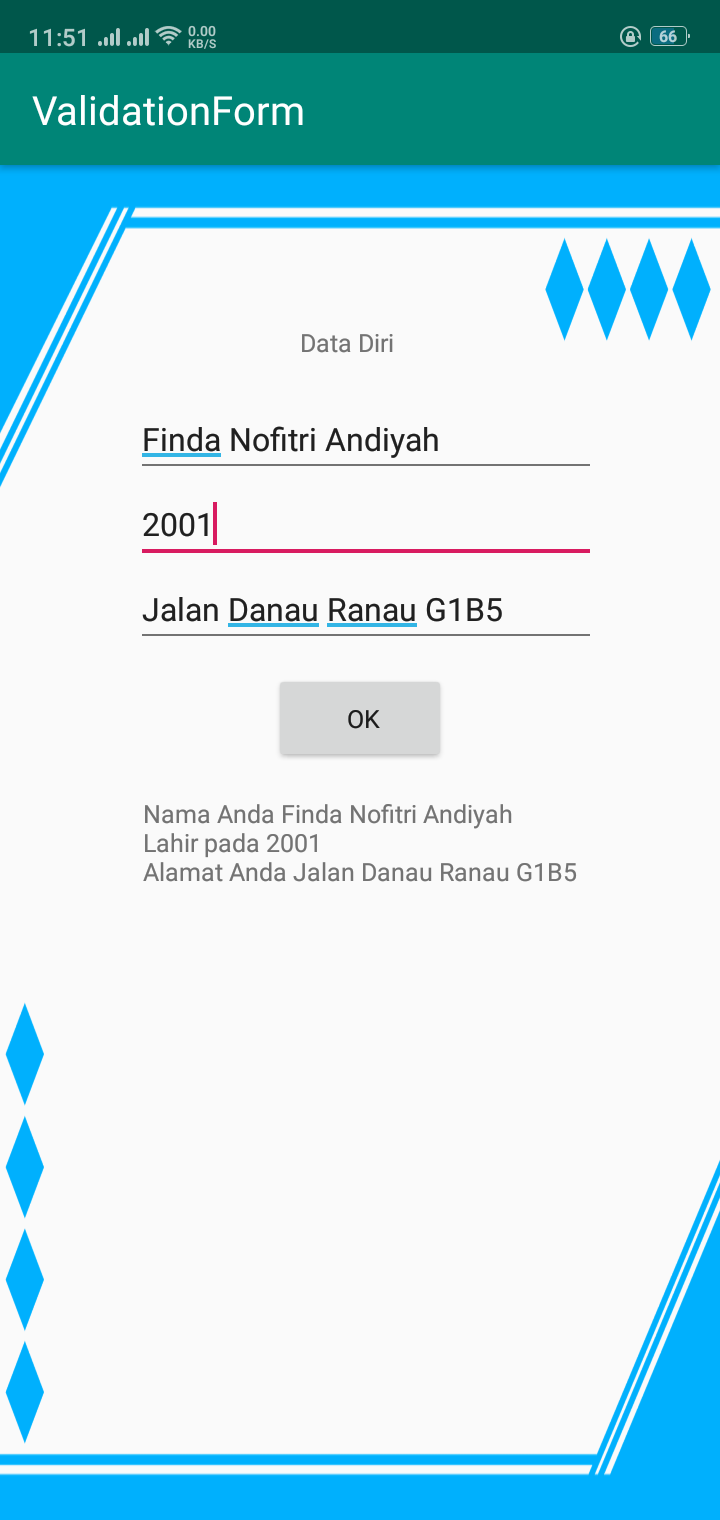 11:51 0.00 KB/S 66
ValidationForm
Data Diri
Finda Nofitri Andiyah
2001
Jalan Danau Ranau G1B5
OK
Nama Anda Finda Nofitri Andiyah
Lahir pada 2001
Alamat Anda Jalan Danau Ranau G1B5